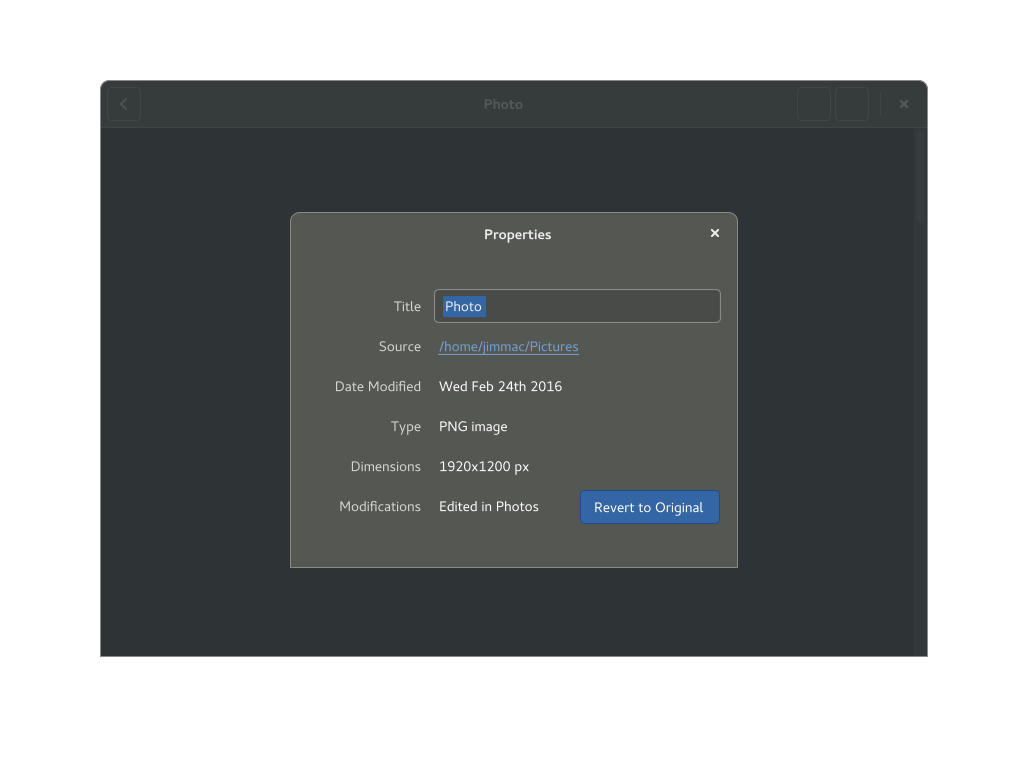 Photo
Properties
Title Photo
Source /home/jimmac/Pictures
Date Modified Wed Feb 24th 2016
Type PNG image
Dimensions 1920x1200 px
Modifications Edited in Photos Revert to Original